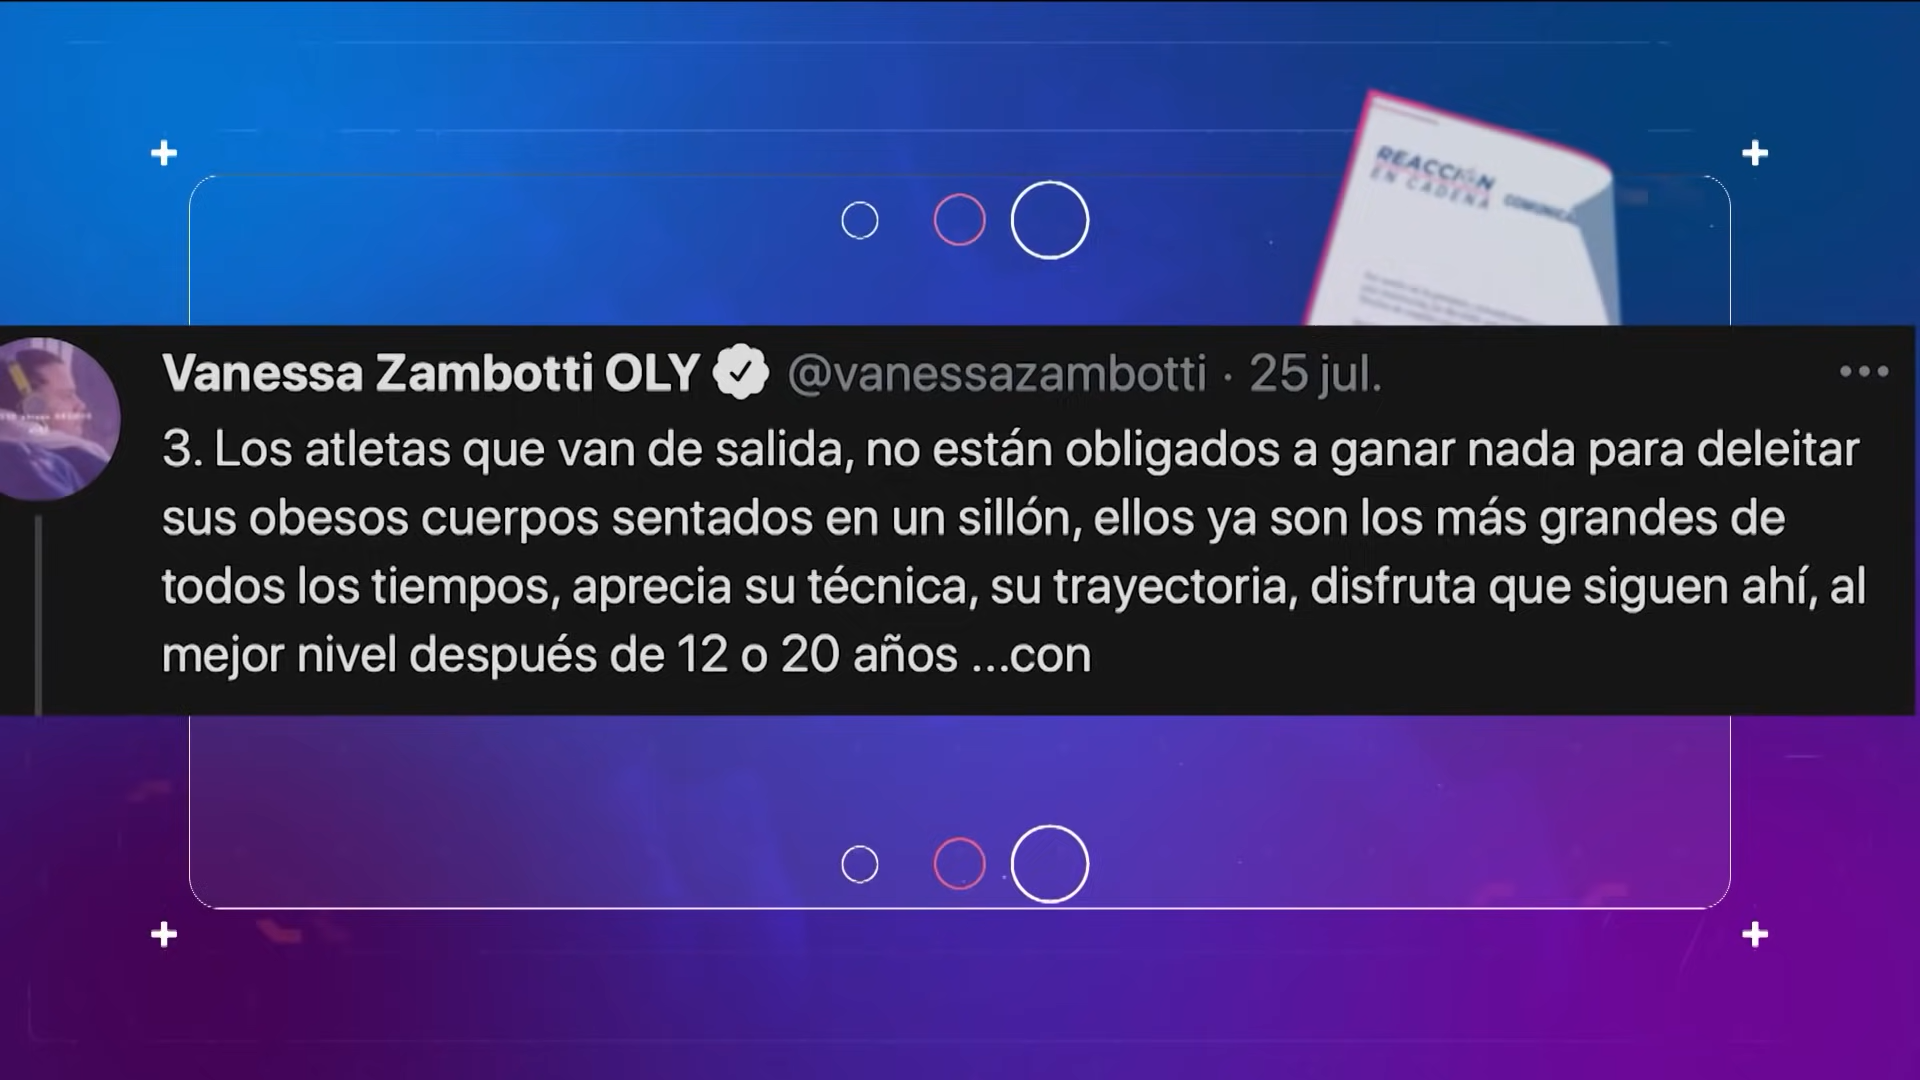 REACCIÓN
EN CADENA
Vanessa Zambotti OLY @vanessazambotti · 25 jul.
3. Los atletas que van de salida, no están obligados a ganar nada para deleitar
sus obesos cuerpos sentados en un sillón, ellos ya son los más grandes de
todos los tiempos, aprecia su técnica, su trayectoria, disfruta que siguen ahí, al
mejor nivel después de 12 o 20 años ...con